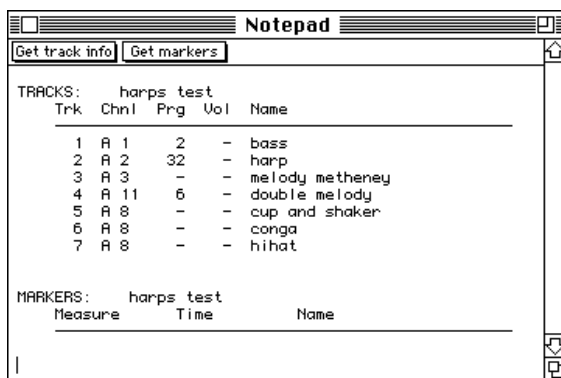 Notepad
Get track info Get markers
TRACKS: harps test
Trk Chnl Prg Vol Name
1 A 1 2 - bass
2 A 2 32 - harp
3 A 3 - - melody metheney
4 A 11 6 - double melody
5 A 8 - - cup and shaker
6 A 8 - - conga
7 A 8 - - hihat
MARKERS: harps test
Measure Time Name